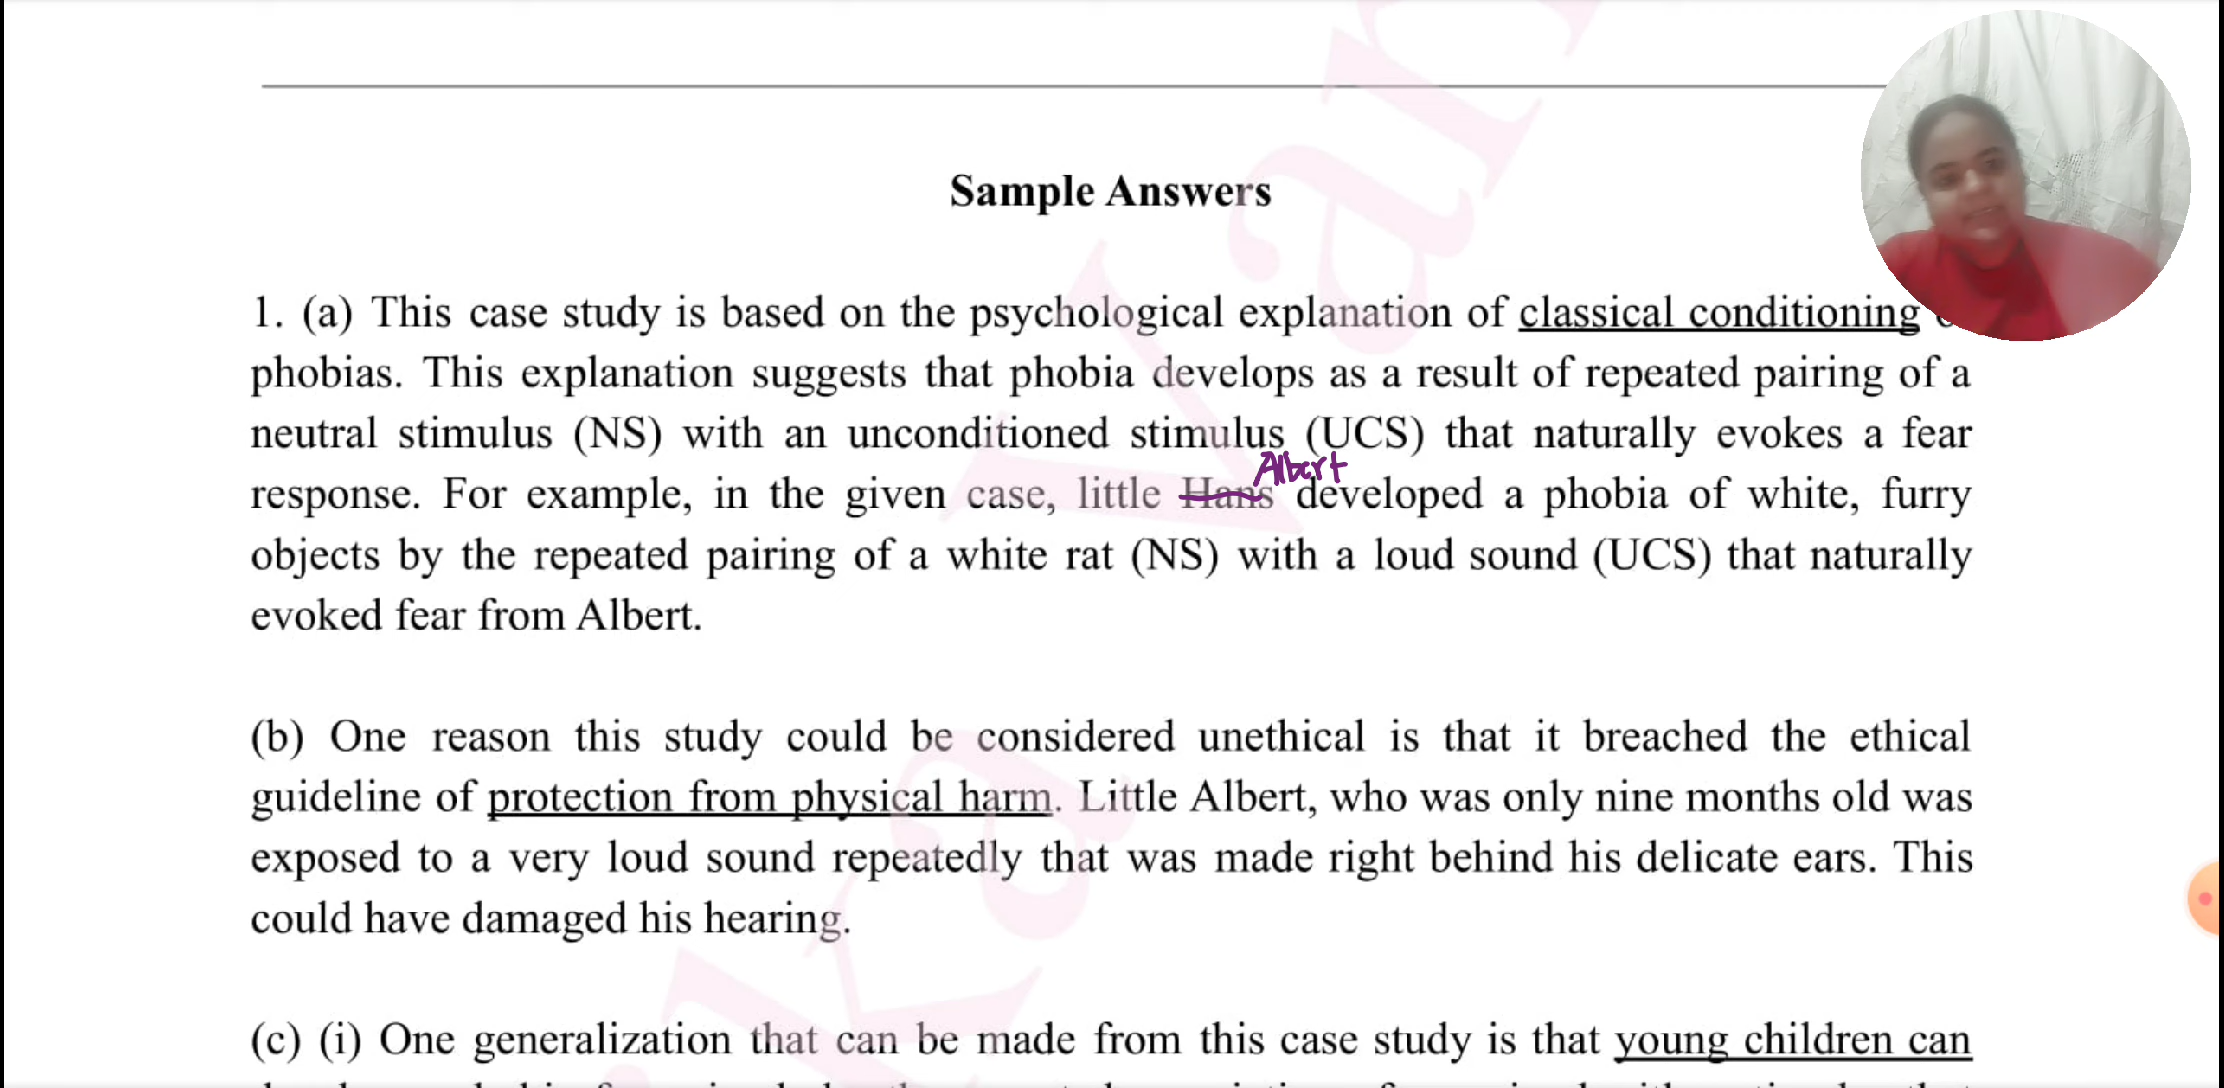 Sample Answers
1. (a) This case study is based on the psychological explanation of classical conditioning
phobias. This explanation suggests that phobia develops as a result of repeated pairing of a
neutral stimulus (NS) with an unconditioned stimulus (UCS) that naturally evokes a fear
Albert
response. For example, in the given case, little Hans developed a phobia of white, furry
objects by the repeated pairing of a white rat (NS) with a loud sound (UCS) that naturally
evoked fear from Albert.
(b) One reason this study could be considered unethical is that it breached the ethical
guideline of protection from physical harm. Little Albert, who was only nine months old was
exposed to a very loud sound repeatedly that was made right behind his delicate ears. This
could have damaged his hearing.
(c) (i) One generalization that can be made from this case study is that young children can